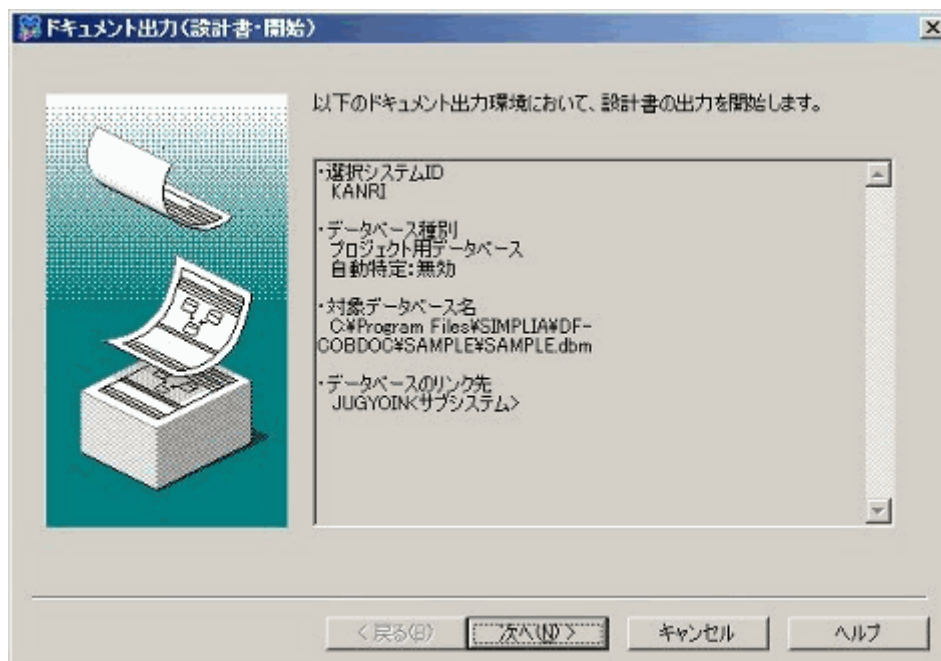 ドキュメント出力(設計書・開始)
以下のドキュメント出力環境において、設計書の出力を開始します。
・選択システムID
KANRI
・データベース種別
プロジェクト用データベース
自動特定:無効
・対象データベース名
C:¥Program Files¥SIMPLIA¥DF-
COBDOC¥SAMPLE¥SAMPLE.dbm
・データベースのリンク先
JUGYOIN<サブシステム>
< 戻る(B)
次へ(N) >
キャンセル
ヘルプ